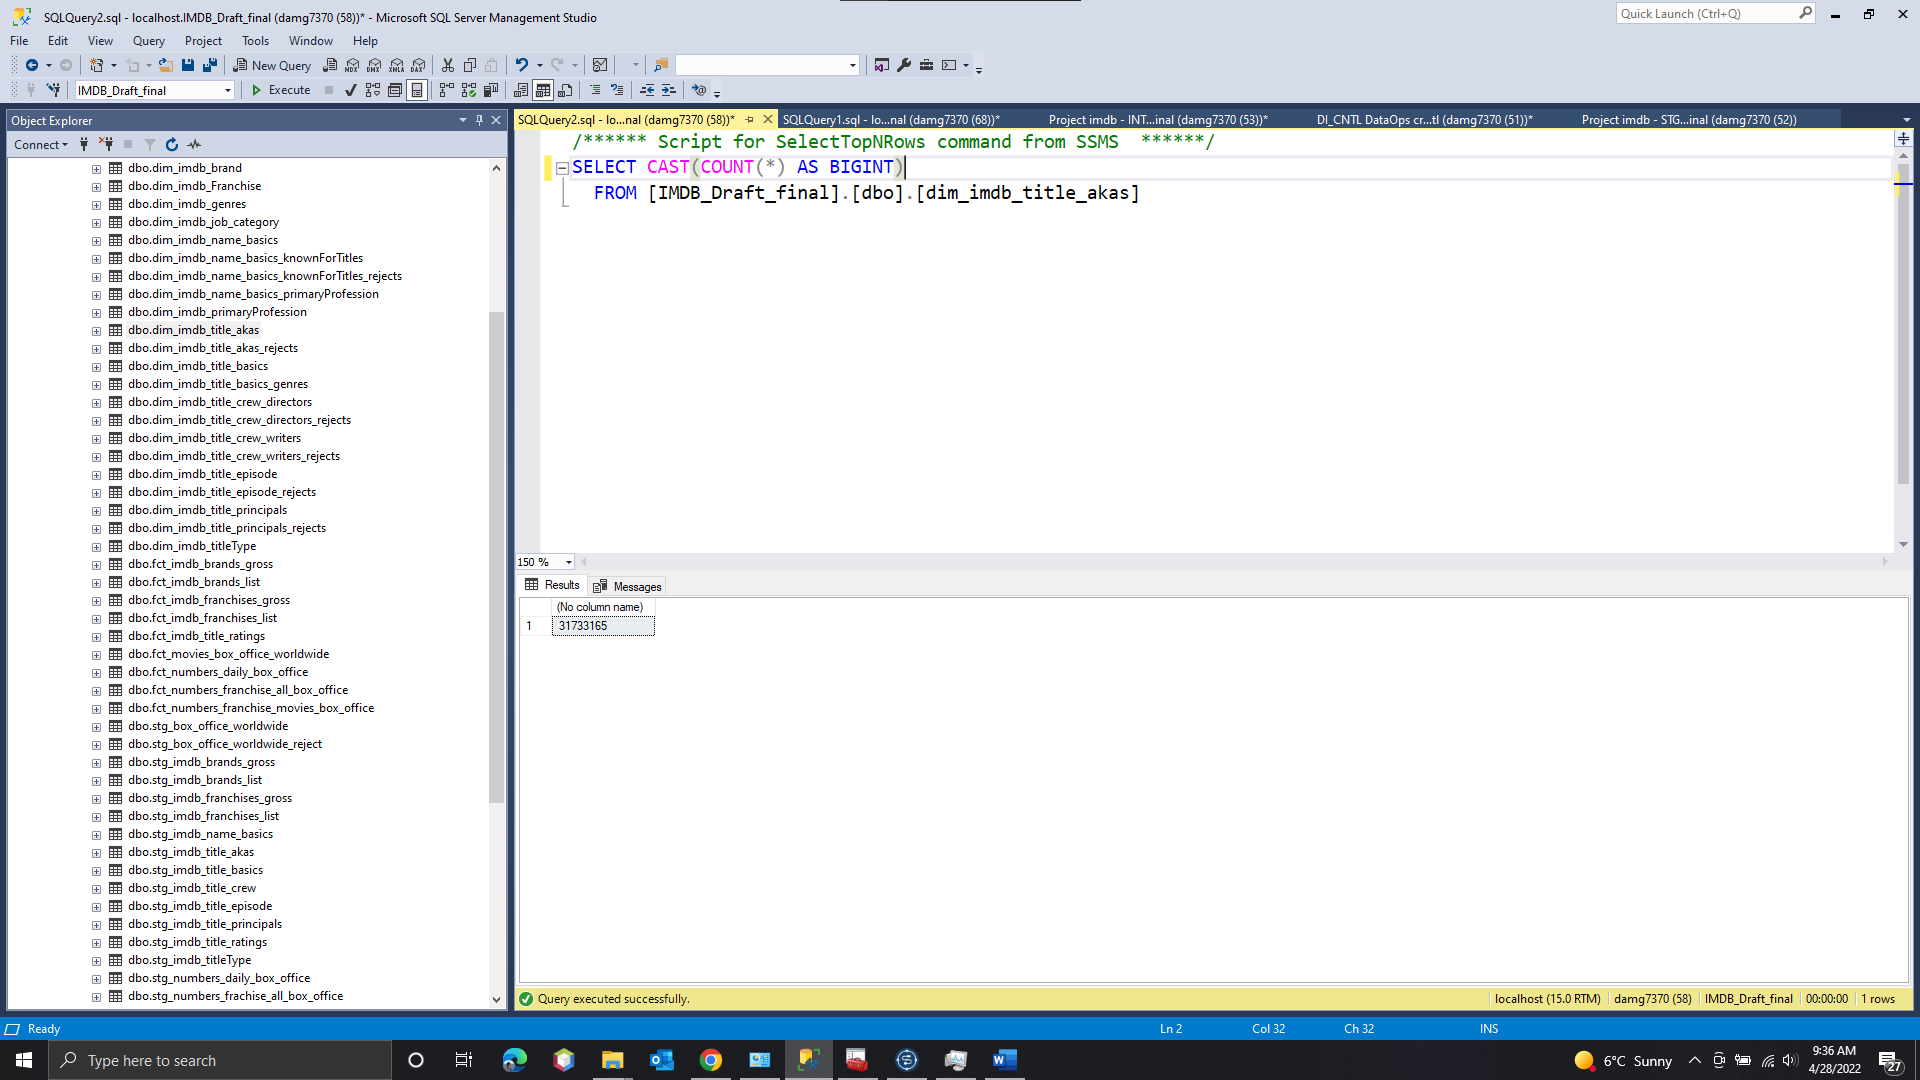 SQLQuery2.sql - localhost.IMDB_Draft_final (damg7370 (58))* - Microsoft SQL Server Management Studio
Quick Launch (Ctrl+Q)
File Edit View Query Project Tools Window Help
New Query
IMDB_Draft_final Execute
Object Explorer
Connect
dbo.dim_imdb_brand
dbo.dim_imdb_Franchise
dbo.dim_imdb_genres
dbo.dim_imdb_job_category
dbo.dim_imdb_name_basics
dbo.dim_imdb_name_basics_knownForTitles
dbo.dim_imdb_name_basics_knownForTitles_rejects
dbo.dim_imdb_name_basics_primaryProfession
dbo.dim_imdb_primaryProfession
dbo.dim_imdb_title_akas
dbo.dim_imdb_title_akas_rejects
dbo.dim_imdb_title_basics
dbo.dim_imdb_title_basics_genres
dbo.dim_imdb_title_crew_directors
dbo.dim_imdb_title_crew_directors_rejects
dbo.dim_imdb_title_crew_writers
dbo.dim_imdb_title_crew_writers_rejects
dbo.dim_imdb_title_episode
dbo.dim_imdb_title_episode_rejects
dbo.dim_imdb_title_principals
dbo.dim_imdb_title_principals_rejects
dbo.dim_imdb_titleType
dbo.fct_imdb_brands_gross
dbo.fct_imdb_brands_list
dbo.fct_imdb_franchises_gross
dbo.fct_imdb_franchises_list
dbo.fct_imdb_title_ratings
dbo.fct_movies_box_office_worldwide
dbo.fct_numbers_daily_box_office
dbo.fct_numbers_franchise_all_box_office
dbo.fct_numbers_franchise_movies_box_office
dbo.stg_box_office_worldwide
dbo.stg_box_office_worldwide_reject
dbo.stg_imdb_brands_gross
dbo.stg_imdb_brands_list
dbo.stg_imdb_franchises_gross
dbo.stg_imdb_franchises_list
dbo.stg_imdb_name_basics
dbo.stg_imdb_title_akas
dbo.stg_imdb_title_basics
dbo.stg_imdb_title_crew
dbo.stg_imdb_title_episode
dbo.stg_imdb_title_principals
dbo.stg_imdb_title_ratings
dbo.stg_imdb_titleType
dbo.stg_numbers_daily_box_office
dbo.stg_numbers_frachise_all_box_office
SQLQuery2.sql - lo...nal (damg7370 (58))* SQLQuery1.sql - lo...nal (damg7370 (68))* Project imdb - INT...inal (damg7370 (53))* DI_CNTL DataOps cr...tl (damg7370 (51))* Project imdb - STG...inal (damg7370 (52))
/****** Script for SelectTopNRows command from SSMS ******/
SELECT CAST(COUNT(*) AS BIGINT)
FROM [IMDB_Draft_final].[dbo].[dim_imdb_title_akas]
150 %
Results Messages
(No column name)
1 31733165
Query executed successfully. localhost (15.0 RTM) damg7370 (58) IMDB_Draft_final 00:00:00 1 rows
Ready Ln 2 Col 32 Ch 32 INS
Type here to search
6°C Sunny
9:36 AM
4/28/2022
27